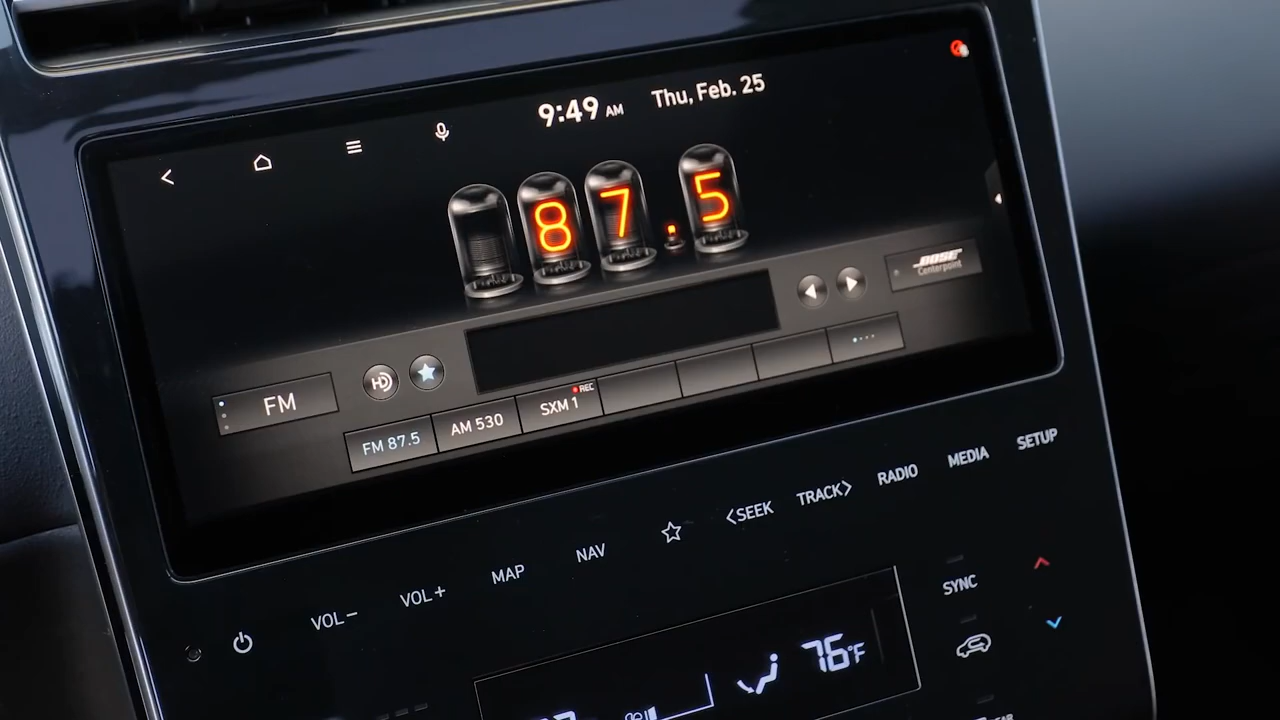 9:49 AM Thu, Feb. 25
87.5
BOSE
Centerpoint
HD
FM
REC
FM 87.5
AM 530
SXM 1
VOL−
VOL+
MAP
NAV
<SEEK
TRACK>
RADIO
MEDIA
SETUP
SYNC
76°F